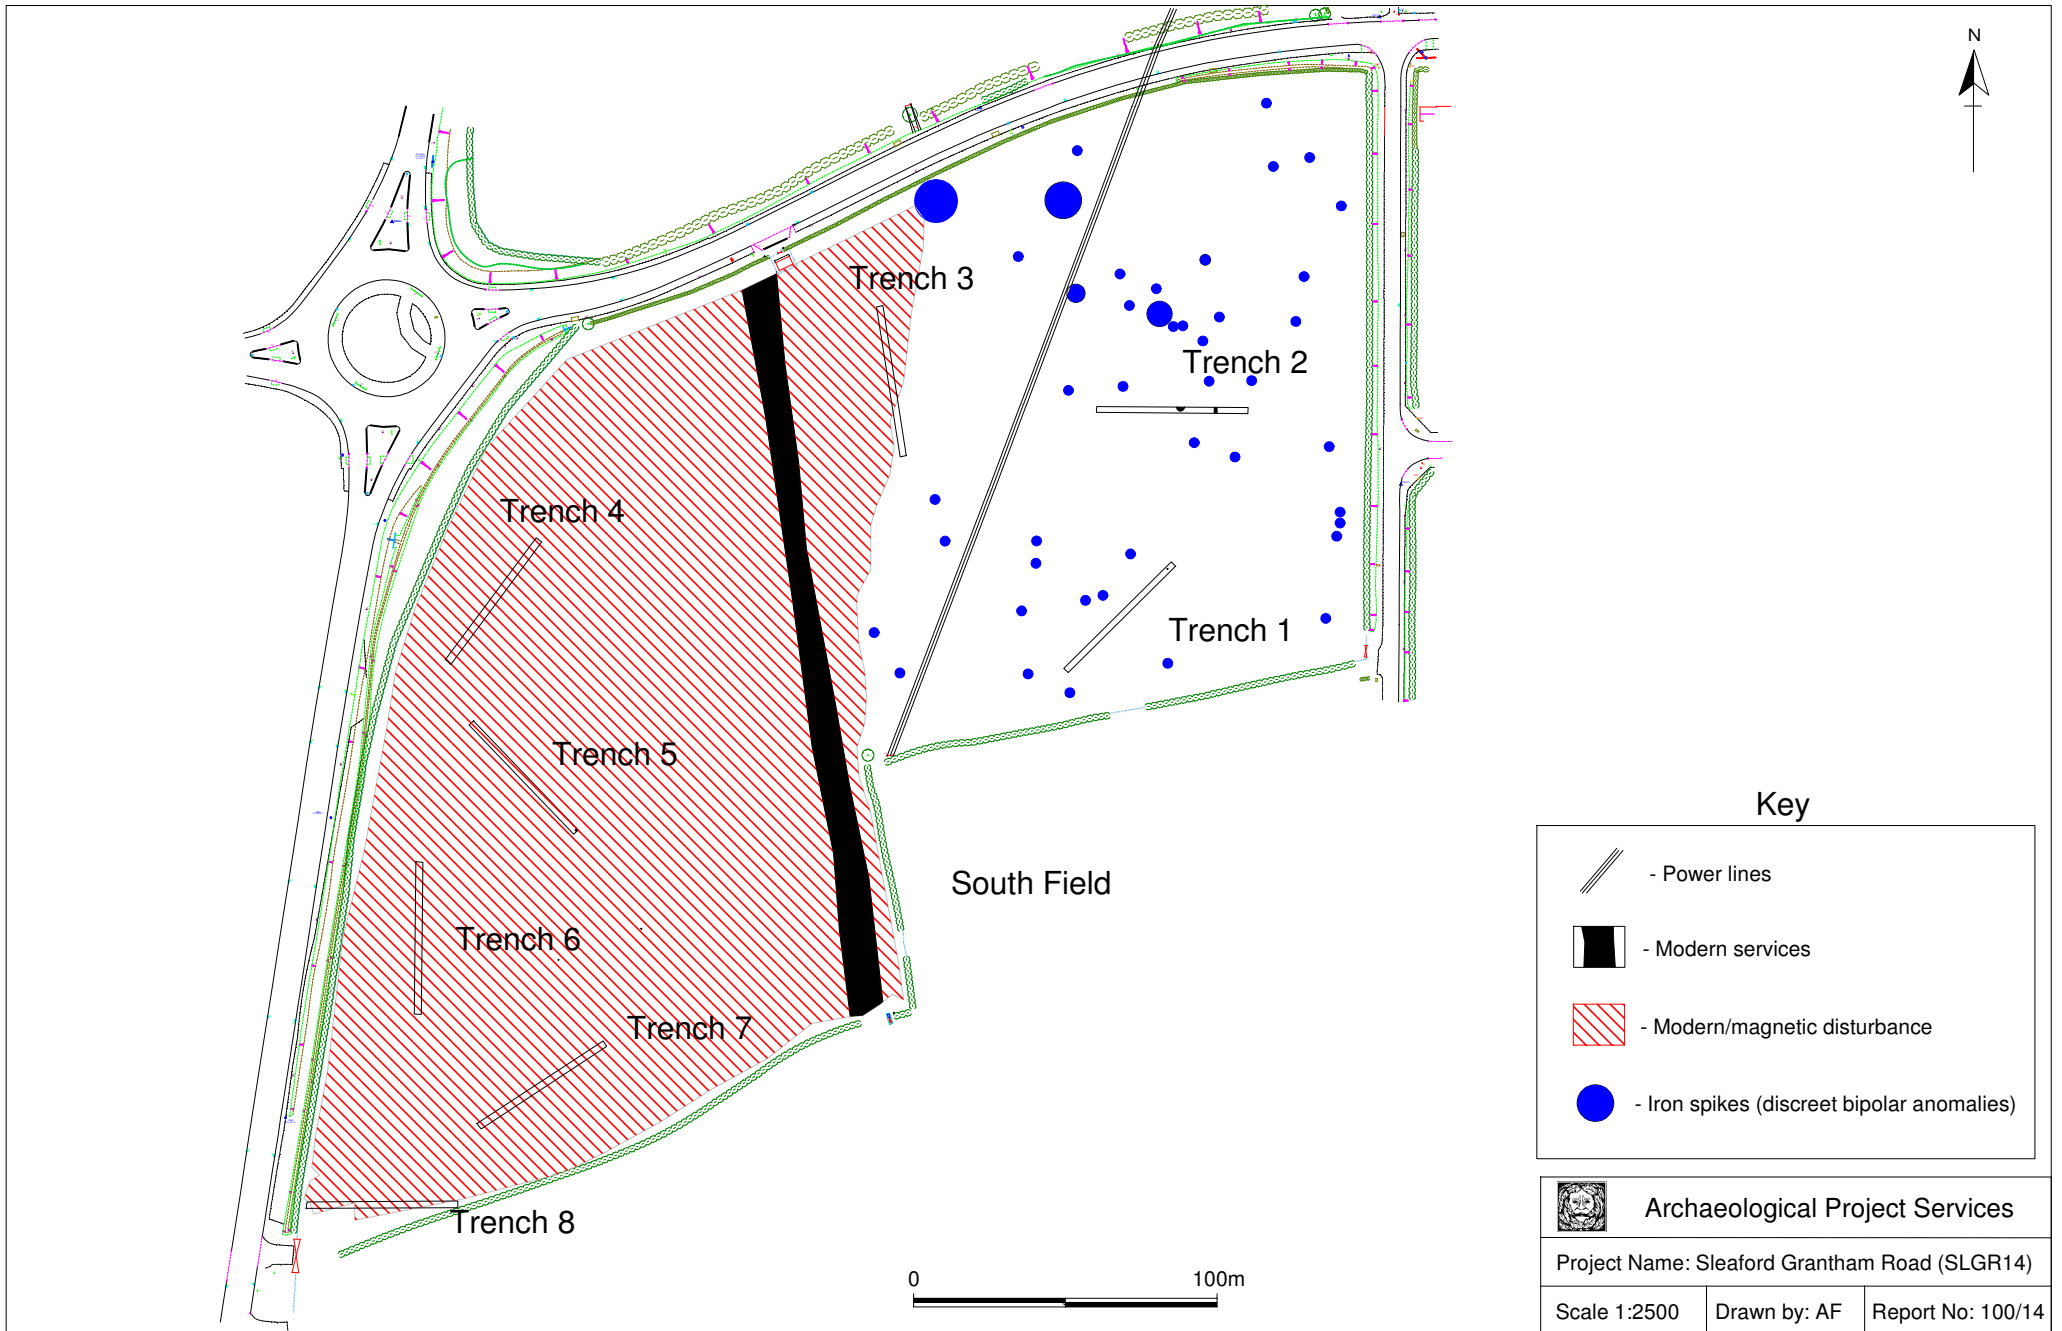 N
Trench 3
Trench 2
Trench 4
Trench 1
Trench 5
South Field
Trench 6
Trench 7
Trench 8
0 100m
Key
- Power lines
- Modern services
- Modern/magnetic disturbance
- Iron spikes (discreet bipolar anomalies)
Archaeological Project Services
Project Name: Sleaford Grantham Road (SLGR14)
Scale 1:2500 Drawn by: AF Report No: 100/14